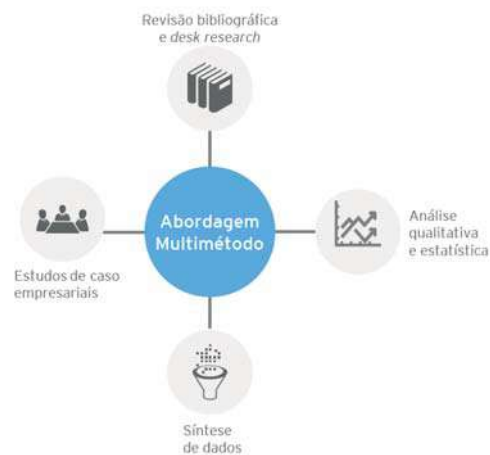 Revisão bibliográfica
e desk research
Abordagem
Multimétodo
Análise
qualitativa
e estatística
Estudos de caso
empresariais
Síntese
de dados